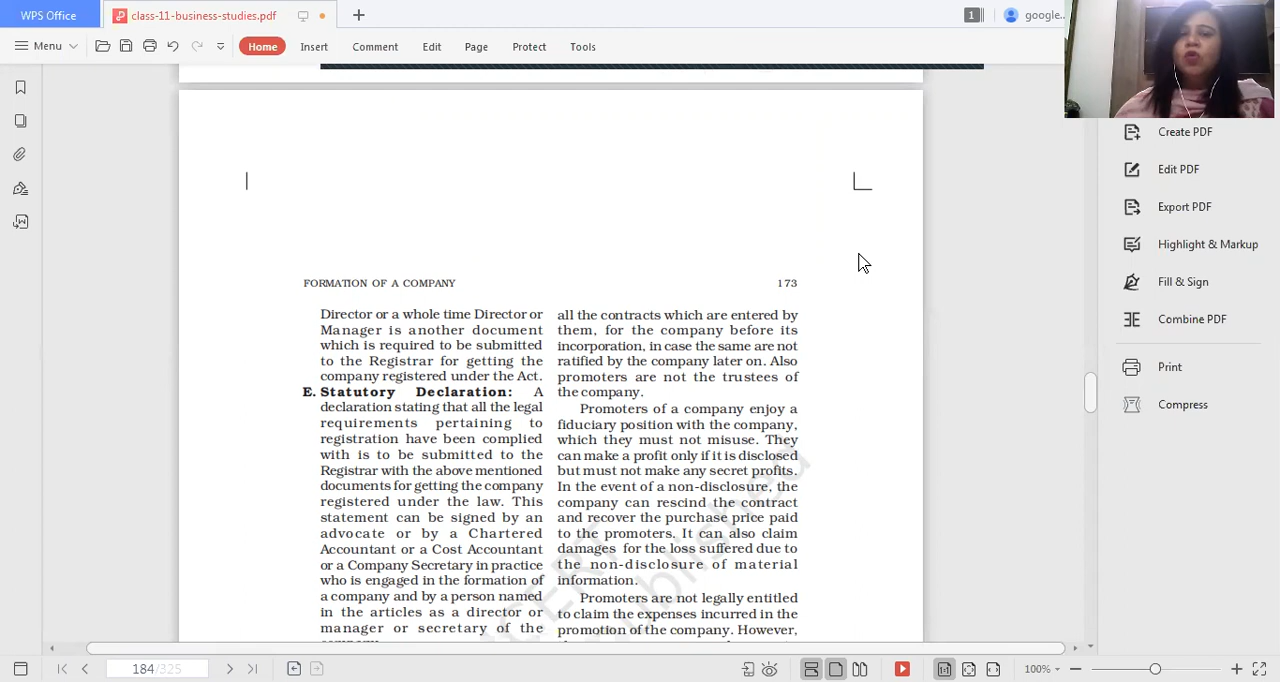 WPS Office
class-11-business-studies.pdf
1
google..
Menu
Home
Insert
Comment
Edit
Page
Protect
Tools
Create PDF
Edit PDF
Export PDF
Highlight & Markup
Fill & Sign
Combine PDF
Print
Compress
FORMATION OF A COMPANY
173
Director or a whole time Director or
Manager is another document
which is required to be submitted
to the Registrar for getting the
company registered under the Act.
E. Statutory Declaration: A
declaration stating that all the legal
requirements pertaining to
registration have been complied
with is to be submitted to the
Registrar with the above mentioned
documents for getting the company
registered under the law. This
statement can be signed by an
advocate or by a Chartered
Accountant or a Cost Accountant
or a Company Secretary in practice
who is engaged in the formation of
a company and by a person named
in the articles as a director or
manager or secretary of the
all the contracts which are entered by
them, for the company before its
incorporation, in case the same are not
ratified by the company later on. Also
promoters are not the trustees of
the company.
Promoters of a company enjoy a
fiduciary position with the company,
which they must not misuse. They
can make a profit only if it is disclosed
but must not make any secret profits.
In the event of a non-disclosure, the
company can rescind the contract
and recover the purchase price paid
to the promoters. It can also claim
damages for the loss suffered due to
the non-disclosure of material
information.
Promoters are not legally entitled
to claim the expenses incurred in the
promotion of the company. However,
184/325
100%